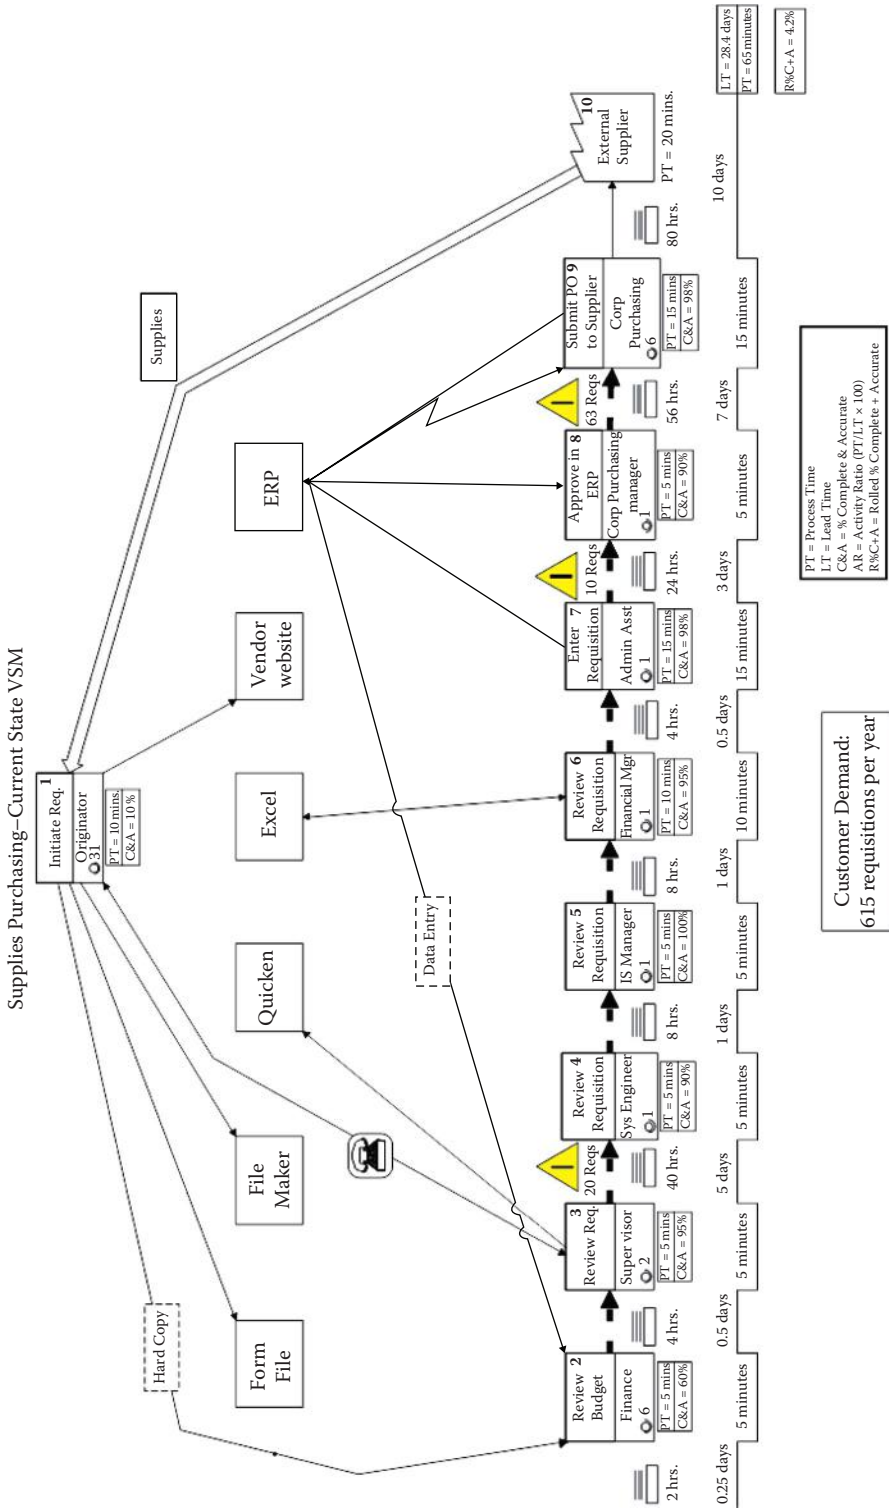 Supplies Purchasing–Current State VSM
Initiate Req. 1
Originator
31
PT = 10 mins.
C&A = 10 %
Supplies
Hard Copy
Form
File
File
Maker
Quicken
Excel
Vendor
website
ERP
Data Entry
Review 2
Budget
Finance
6
PT = 5 mins
C&A = 60%
3
Review Req.
Super visor
2
PT = 5 mins
C&A = 95%
20 Reqs
Review 4
Requisition
Sys Engineer
1
PT = 5 mins
C&A = 90%
Review 5
Requisition
IS Manager
1
PT = 5 mins
C&A = 100%
Review 6
Requisition
Financial Mgr
1
PT = 10 mins
C&A = 95%
Enter 7
Requisition
Admin Asst
1
PT = 15 mins
C&A = 98%
10 Reqs
Approve in 8
ERP
Corp Purchasing
manager
1
PT = 5 mins
C&A = 90%
63 Reqs
Submit PO 9
to Supplier
Corp
Purchasing
6
PT = 15 mins
C&A = 98%
10
External
Supplier
PT = 20 mins.
2 hrs.
4 hrs.
40 hrs.
8 hrs.
8 hrs.
4 hrs.
24 hrs.
56 hrs.
80 hrs.
0.25 days
5 minutes
0.5 days
5 minutes
5 days
5 minutes
1 days
5 minutes
1 days
10 minutes
0.5 days
15 minutes
3 days
5 minutes
7 days
15 minutes
10 days
LT = 28.4 days
PT = 65 minutes
R%C+A = 4.2%
Customer Demand:
615 requisitions per year
PT = Process Time
LT = Lead Time
C&A = % Complete & Accurate
AR = Activity Ratio (PT/LT × 100)
R%C+A = Rolled % Complete + Accurate